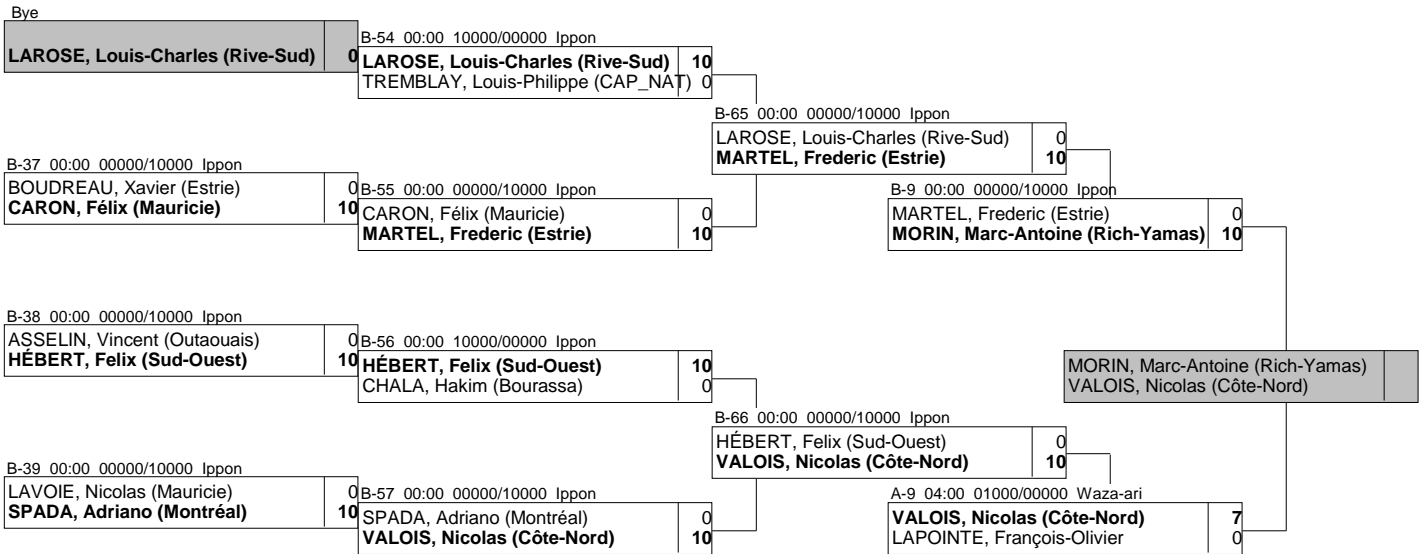 Bye
LAROSE, Louis-Charles (Rive-Sud) 0
B-37 00:00 00000/10000 Ippon
BOUDREAU, Xavier (Estrie) 0
CARON, Félix (Mauricie) 10
B-38 00:00 00000/10000 Ippon
ASSELIN, Vincent (Outaouais) 0
HÉBERT, Felix (Sud-Ouest) 10
B-39 00:00 00000/10000 Ippon
LAVOIE, Nicolas (Mauricie) 0
SPADA, Adriano (Montréal) 10
B-54 00:00 10000/00000 Ippon
LAROSE, Louis-Charles (Rive-Sud) 10
TREMBLAY, Louis-Philippe (CAP_NAT) 0
B-55 00:00 00000/10000 Ippon
CARON, Félix (Mauricie) 0
MARTEL, Frederic (Estrie) 10
B-56 00:00 10000/00000 Ippon
HÉBERT, Felix (Sud-Ouest) 10
CHALA, Hakim (Bourassa) 0
B-57 00:00 00000/10000 Ippon
SPADA, Adriano (Montréal) 0
VALOIS, Nicolas (Côte-Nord) 10
B-65 00:00 00000/10000 Ippon
LAROSE, Louis-Charles (Rive-Sud) 0
MARTEL, Frederic (Estrie) 10
B-66 00:00 00000/10000 Ippon
HÉBERT, Felix (Sud-Ouest) 0
VALOIS, Nicolas (Côte-Nord) 10
B-9 00:00 00000/10000 Ippon
MARTEL, Frederic (Estrie) 0
MORIN, Marc-Antoine (Rich-Yamas) 10
A-9 04:00 01000/00000 Waza-ari
VALOIS, Nicolas (Côte-Nord) 7
LAPOINTE, François-Olivier 0
MORIN, Marc-Antoine (Rich-Yamas)
VALOIS, Nicolas (Côte-Nord)